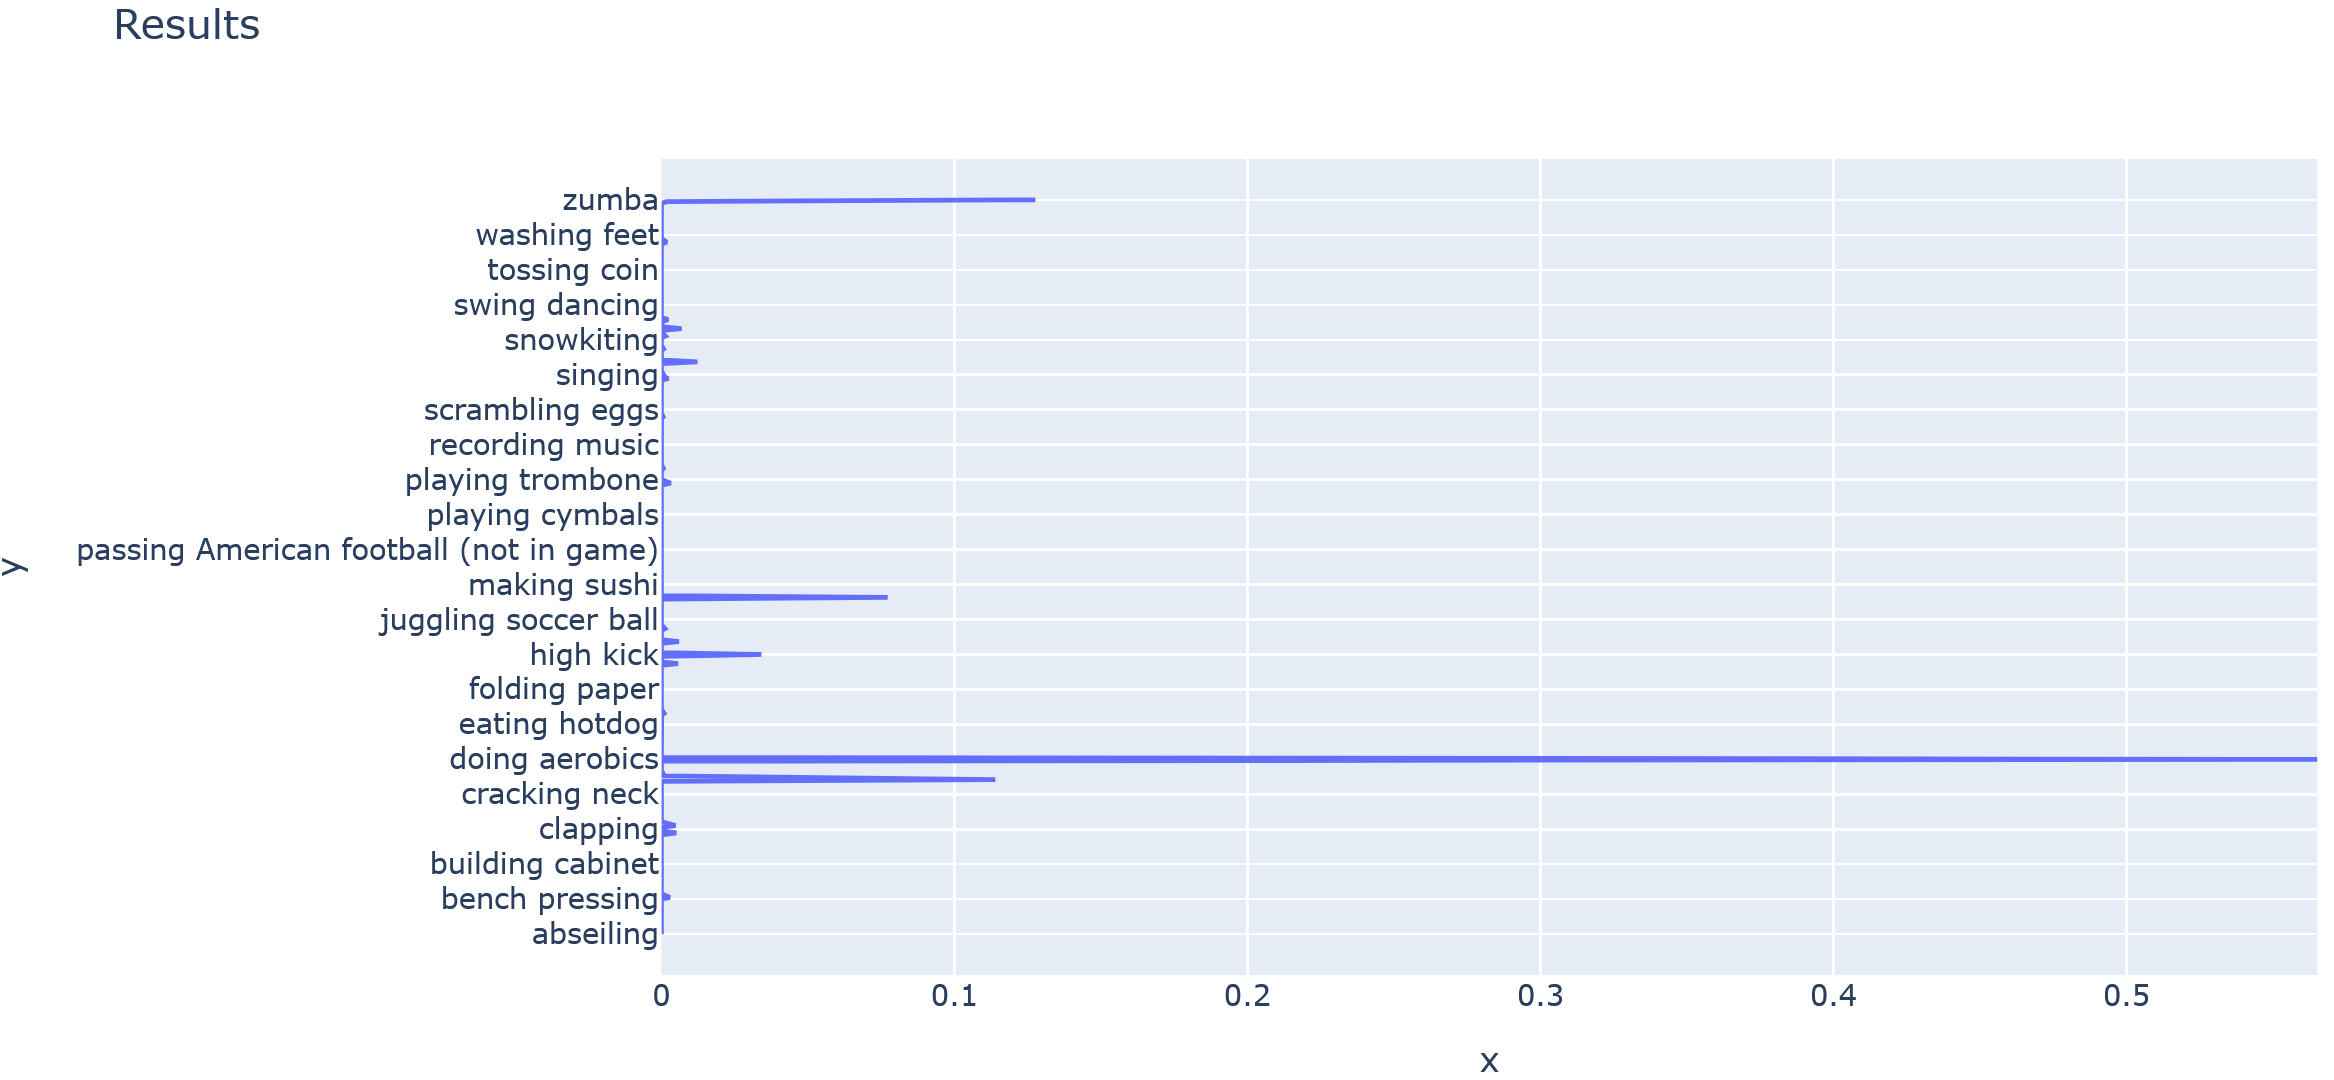 Results
zumba
washing feet
tossing coin
swing dancing
snowkiting
singing
scrambling eggs
recording music
playing trombone
playing cymbals
passing American football (not in game)
making sushi
juggling soccer ball
high kick
folding paper
eating hotdog
doing aerobics
cracking neck
clapping
building cabinet
bench pressing
abseiling
y
0 0.1 0.2 0.3 0.4 0.5
x